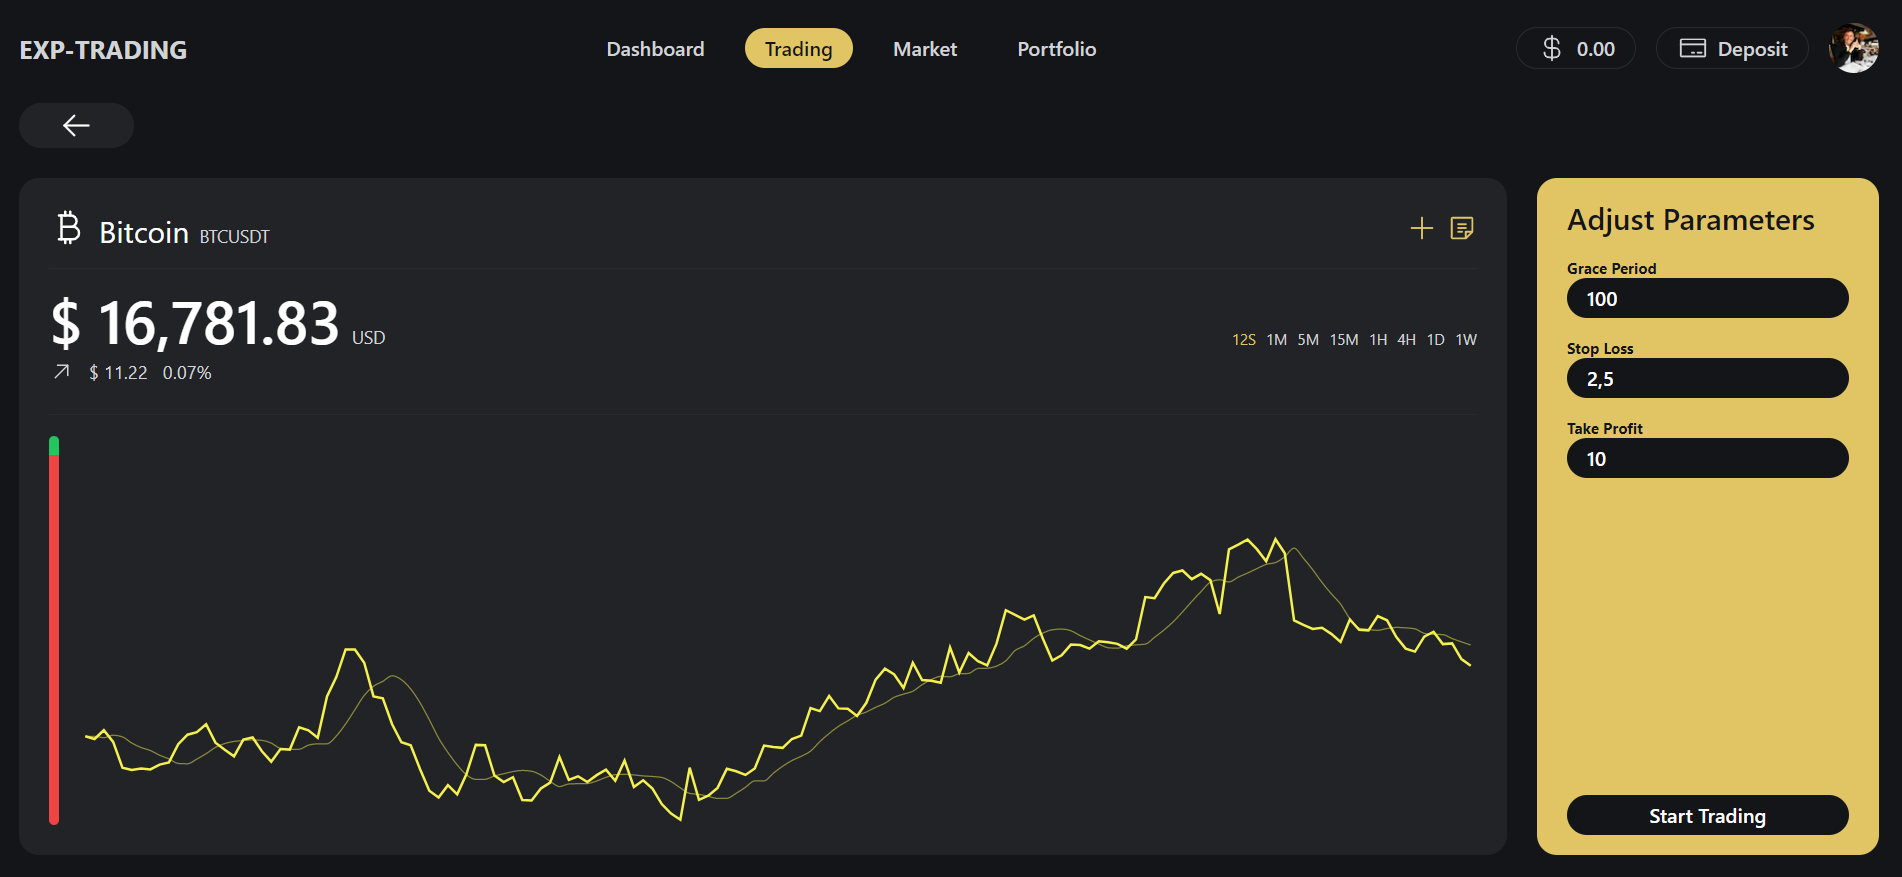 EXP-TRADING
Dashboard Trading Market Portfolio
$ 0.00
Deposit
Bitcoin BTCUSDT
$ 16,781.83 USD
$ 11.22 0.07%
12S 1M 5M 15M 1H 4H 1D 1W
Adjust Parameters
Grace Period
100
Stop Loss
2,5
Take Profit
10
Start Trading